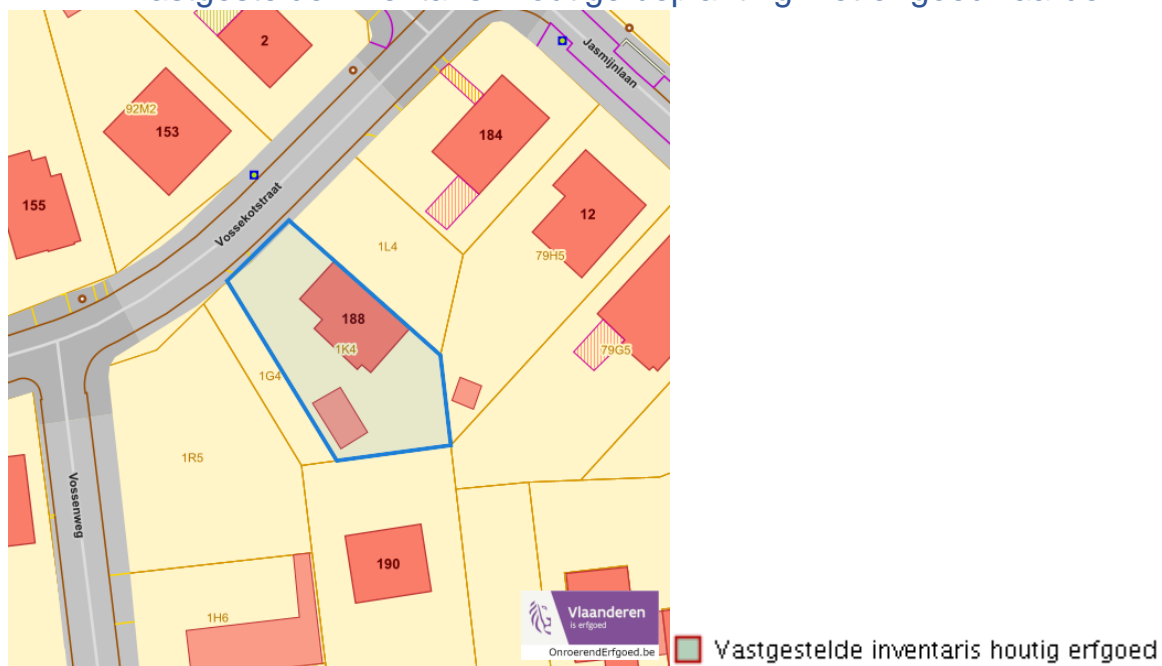 2
Jasmijnlaan
92M2
153
184
155
12
Vossekotstraat
1L4
79H5
188
1K4
79G5
1G4
1R5
Vossenweg
190
1H6
Vlaanderen
is erfgoed
OnroerendErfgoed.be
Vastgestelde inventaris houtig erfgoed